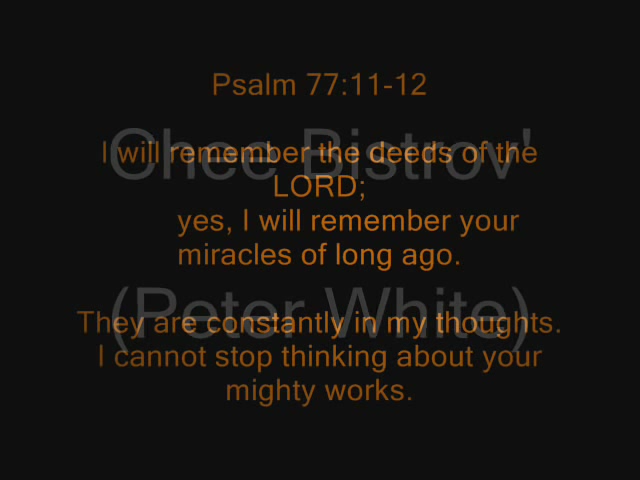 Psalm 77:11-12
Chee Bistrov'
I will remember the deeds of the
LORD;
yes, I will remember your
miracles of long ago.
(Peter White)
They are constantly in my thoughts.
I cannot stop thinking about your
mighty works.